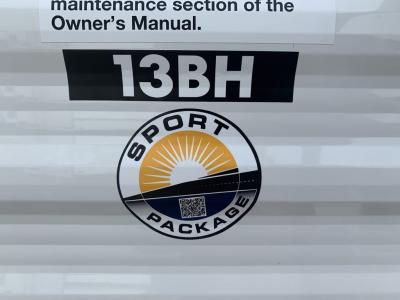 maintenance section of the
Owner's Manual.
13BH
SPORT
PACKAGE